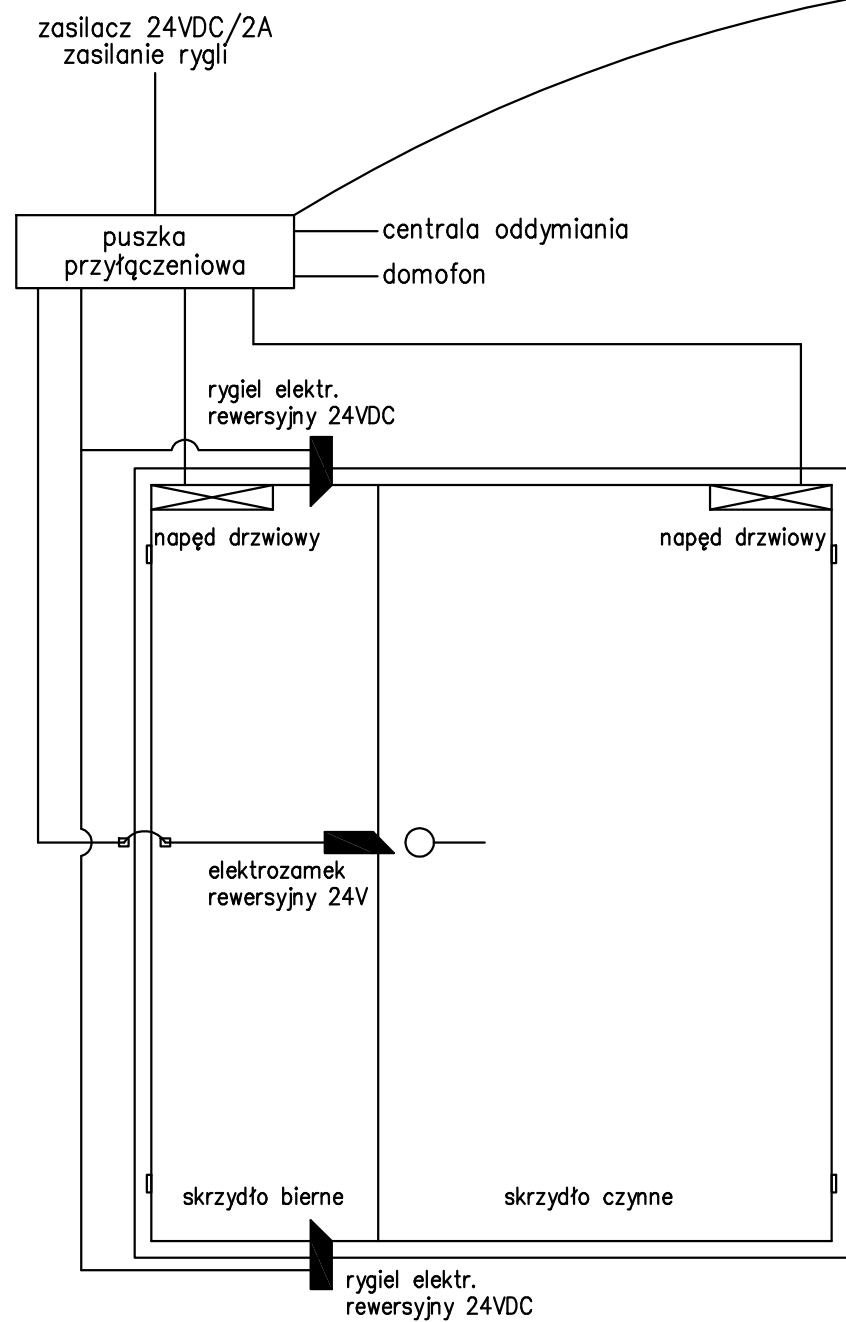 zasilacz 24VDC/2A
zasilanie rygli
puszka
przyłączeniowa
centrala oddymiania
domofon
rygiel elektr.
rewersyjny 24VDC
napęd drzwiowy
napęd drzwiowy
elektrozamek
rewersyjny 24V
skrzydło bierne
skrzydło czynne
rygiel elektr.
rewersyjny 24VDC